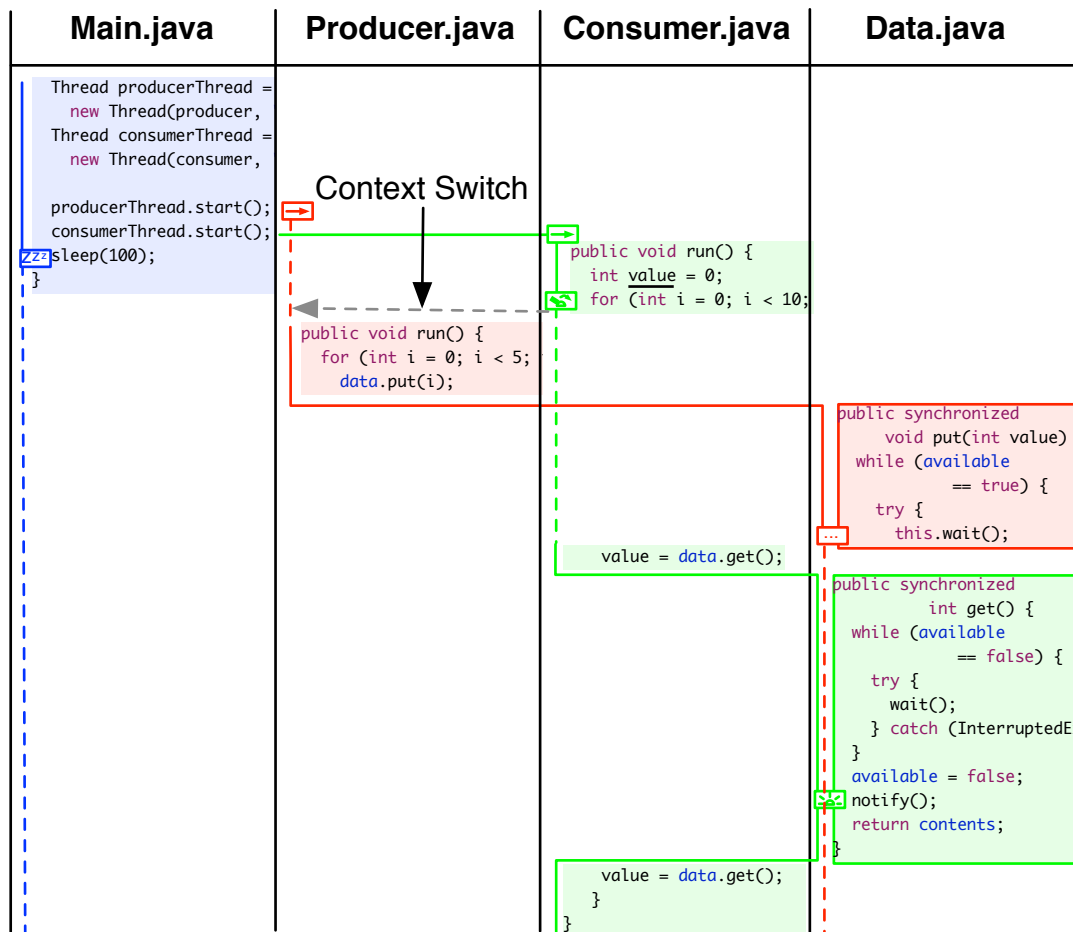 Main.java
Producer.java
Consumer.java
Data.java
Thread producerThread =
new Thread(producer,
Thread consumerThread =
new Thread(consumer,
producerThread.start();
consumerThread.start();
zzz sleep(100);
}
Context Switch
public void run() {
int value = 0;
for (int i = 0; i < 10;
public void run() {
for (int i = 0; i < 5;
data.put(i);
public synchronized
void put(int value)
while (available
== true) {
try {
... this.wait();
value = data.get();
public synchronized
int get() {
while (available
== false) {
try {
wait();
} catch (InterruptedE
}
available = false;
notify();
return contents;
}
value = data.get();
}
}